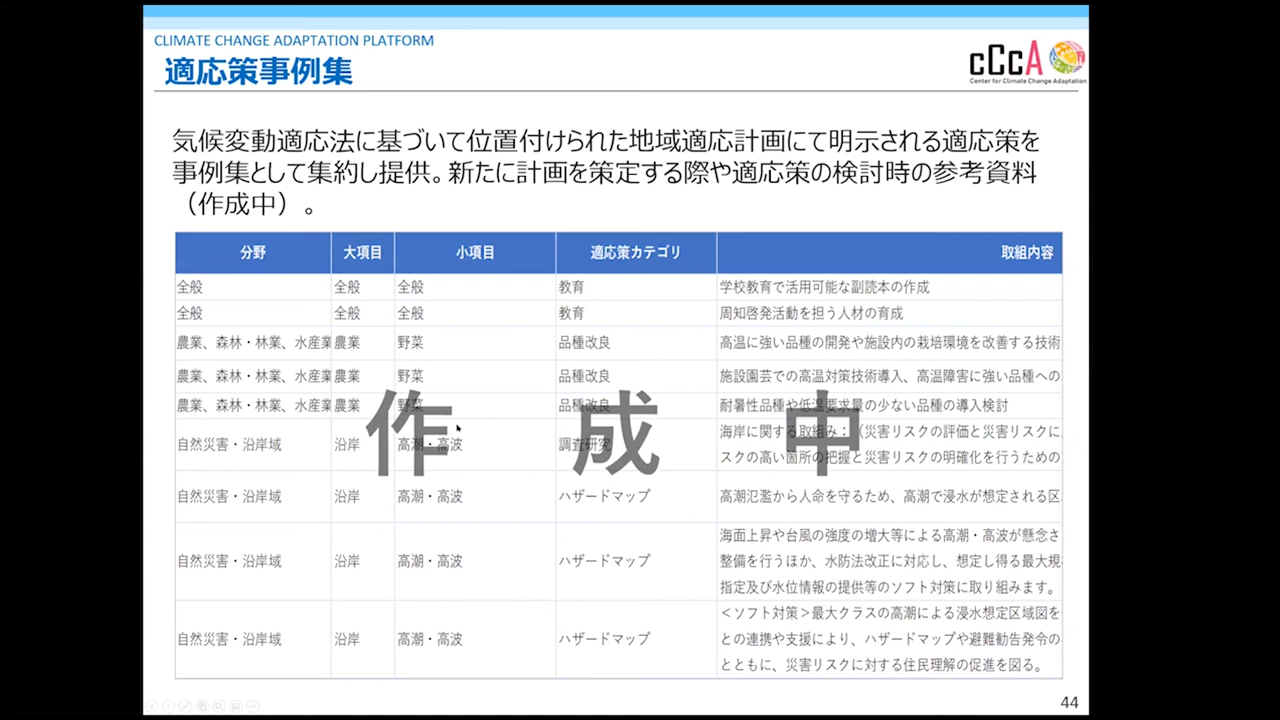 CLIMATE CHANGE ADAPTATION PLATFORM
適応策事例集
cCcA
Center for Climate Change Adaptation
気候変動適応法に基づいて位置付けられた地域適応計画にて明示される適応策を
事例集として集約し提供。新たに計画を策定する際や適応策の検討時の参考資料
（作成中）。
分野 大項目 小項目 適応策カテゴリ 取組内容
全般 全般 全般 教育 学校教育で活用可能な副読本の作成
全般 全般 全般 教育 周知啓発活動を担う人材の育成
農業、森林・林業、水産業 農業 野菜 品種改良 高温に強い品種の開発や施設内の栽培環境を改善する技術
農業、森林・林業、水産業 農業 野菜 品種改良 施設園芸での高温対策技術導入、高温障害に強い品種への
農業、森林・林業、水産業 農業 野菜 品種改良 耐暑性品種や低温要求量の少ない品種の導入検討
作成中
自然災害・沿岸域 沿岸 高潮・高波 調査研究 海岸に関する取組み：（災害リスクの評価と災害リスクに
スクの高い箇所の把握と災害リスクの明確化を行うための
自然災害・沿岸域 沿岸 高潮・高波 ハザードマップ 高潮氾濫から人命を守るため、高潮で浸水が想定される区
自然災害・沿岸域 沿岸 高潮・高波 ハザードマップ 海面上昇や台風の強度の増大等による高潮・高波が懸念さ
整備を行うほか、水防法改正に対応し、想定し得る最大規
指定及び水位情報の提供等のソフト対策に取り組みます。
自然災害・沿岸域 沿岸 高潮・高波 ハザードマップ ＜ソフト対策＞最大クラスの高潮による浸水想定区域図を
との連携や支援により、ハザードマップや避難勧告発令の
とともに、災害リスクに対する住民理解の促進を図る。
44